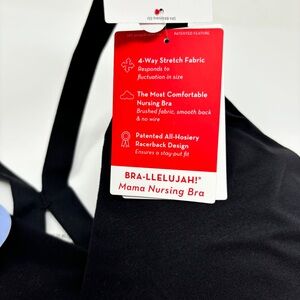 PATENTED FEATURE
4-Way Stretch Fabric
Responds to
fluctuation in size
The Most Comfortable
Nursing Bra
Brushed fabric, smooth back
& no wire
Patented All-Hosiery
Racerback Design
Ensures a stay-put fit
BRA-LLELUJAH!®
Mama Nursing Bra